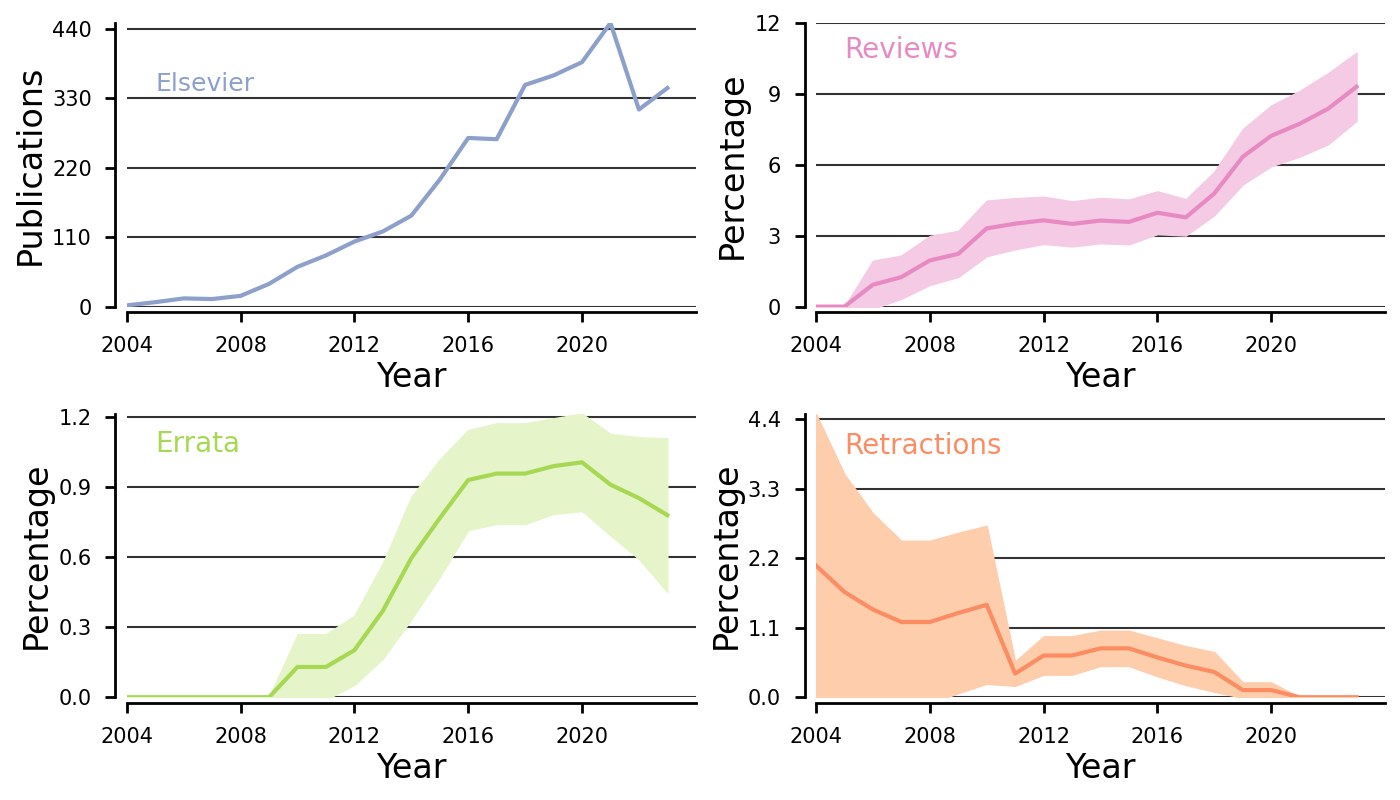 Publications
440
330
220
110
0
Elsevier
2004 2008 2012 2016 2020
Year
Percentage
12
9
6
3
0
Reviews
2004 2008 2012 2016 2020
Year
Percentage
1.2
0.9
0.6
0.3
0.0
Errata
2004 2008 2012 2016 2020
Year
Percentage
4.4
3.3
2.2
1.1
0.0
Retractions
2004 2008 2012 2016 2020
Year